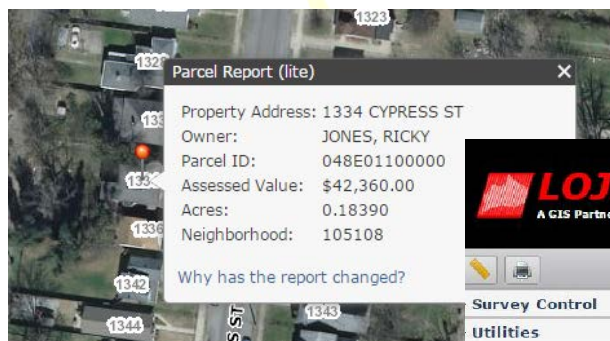 1323
1328
Parcel Report (lite)
Property Address: 1334 CYPRESS ST
Owner: JONES, RICKY
Parcel ID: 048E01100000
Assessed Value: $42,360.00
Acres: 0.18390
Neighborhood: 105108
Why has the report changed?
1336
1342
1343
1344
LOJ
A GIS Partne
Survey Control
Utilities